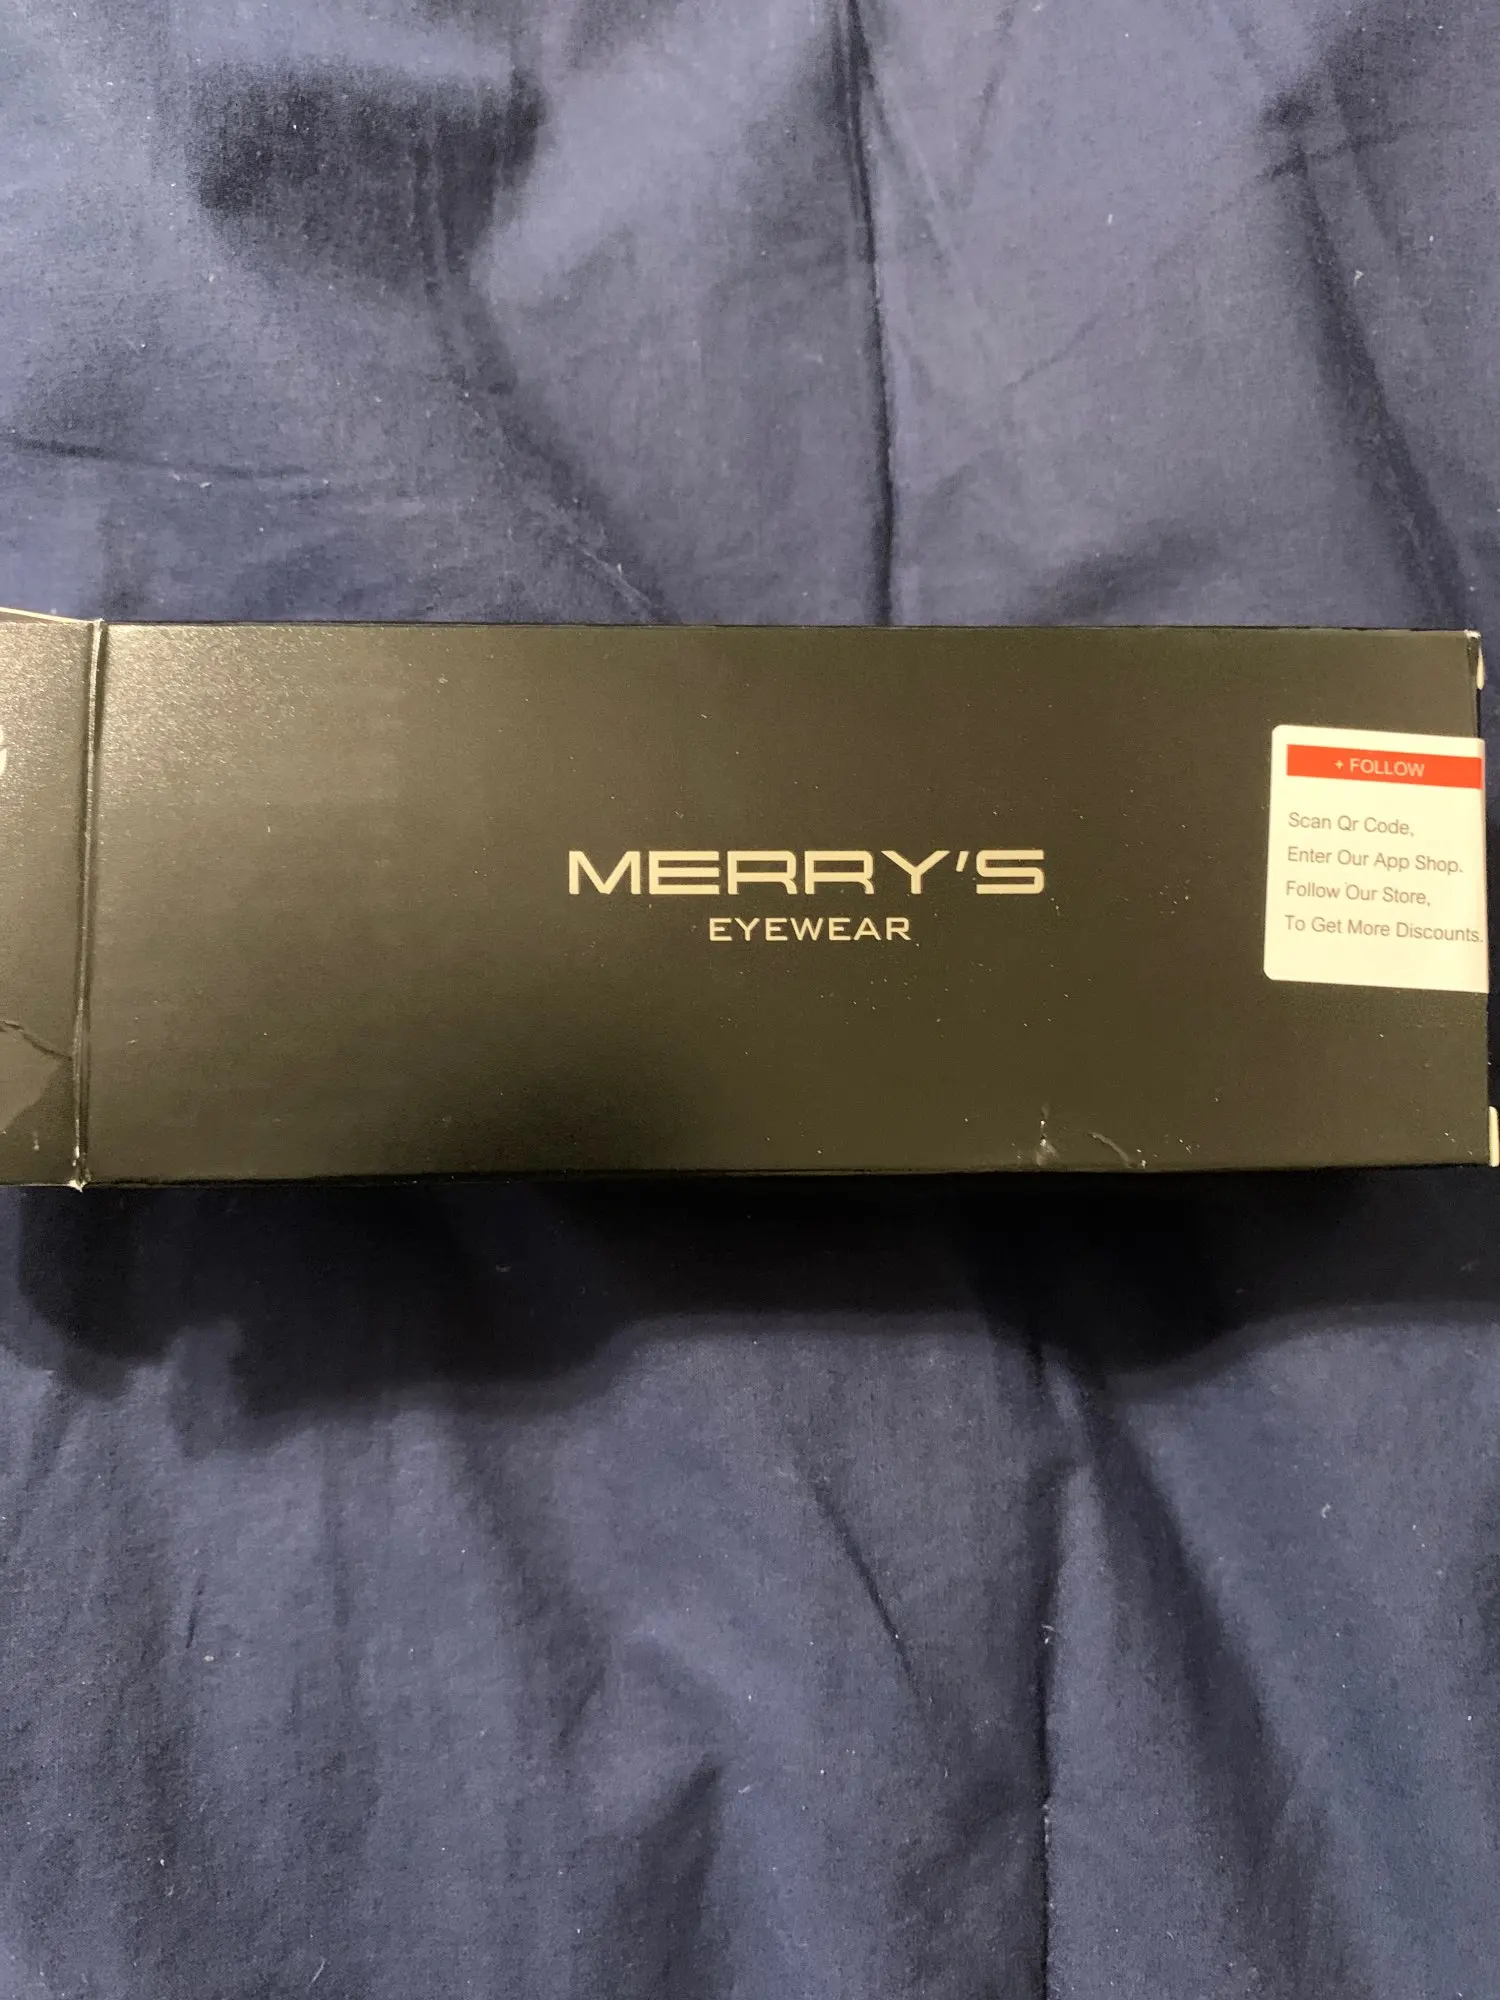 MERRY'S
EYEWEAR
+ FOLLOW
Scan Qr Code,
Enter Our App Shop.
Follow Our Store,
To Get More Discounts.